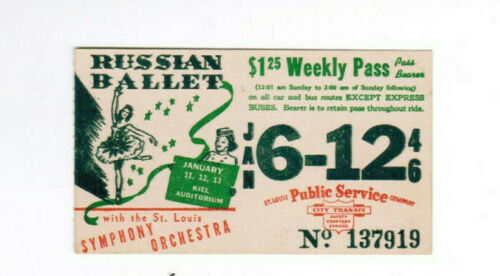 RUSSIAN
BALLET
JANUARY
11, 12, 13
KIEL
AUDITORIUM
with the St. Louis
SYMPHONY ORCHESTRA
$1 25 Weekly Pass Pass Bearer
(12:01 am Sunday to 3:00 am of Sunday following)
on all car and bus routes EXCEPT EXPRESS
BUSES. Bearer is to retain pass throughout ride.
JAN 6-12 46
ST. LOUIS Public Service COMPANY
CITY TRANSIT
SAFETY
COURTESY
SERVICE
No. 137919